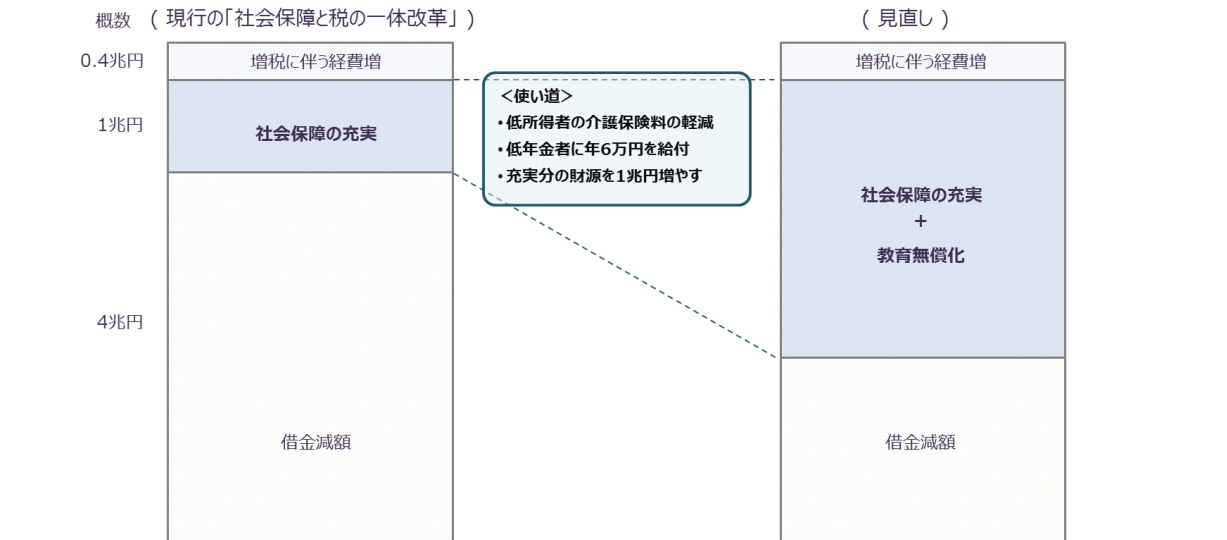 概数
( 現行の「社会保障と税の一体改革」 )
( 見直し )
0.4兆円
増税に伴う経費増
増税に伴う経費増
1兆円
社会保障の充実
＜使い道＞
・低所得者の介護保険料の軽減
・低年金者に年6万円を給付
・充実分の財源を1兆円増やす
社会保障の充実
+
教育無償化
4兆円
借金減額
借金減額